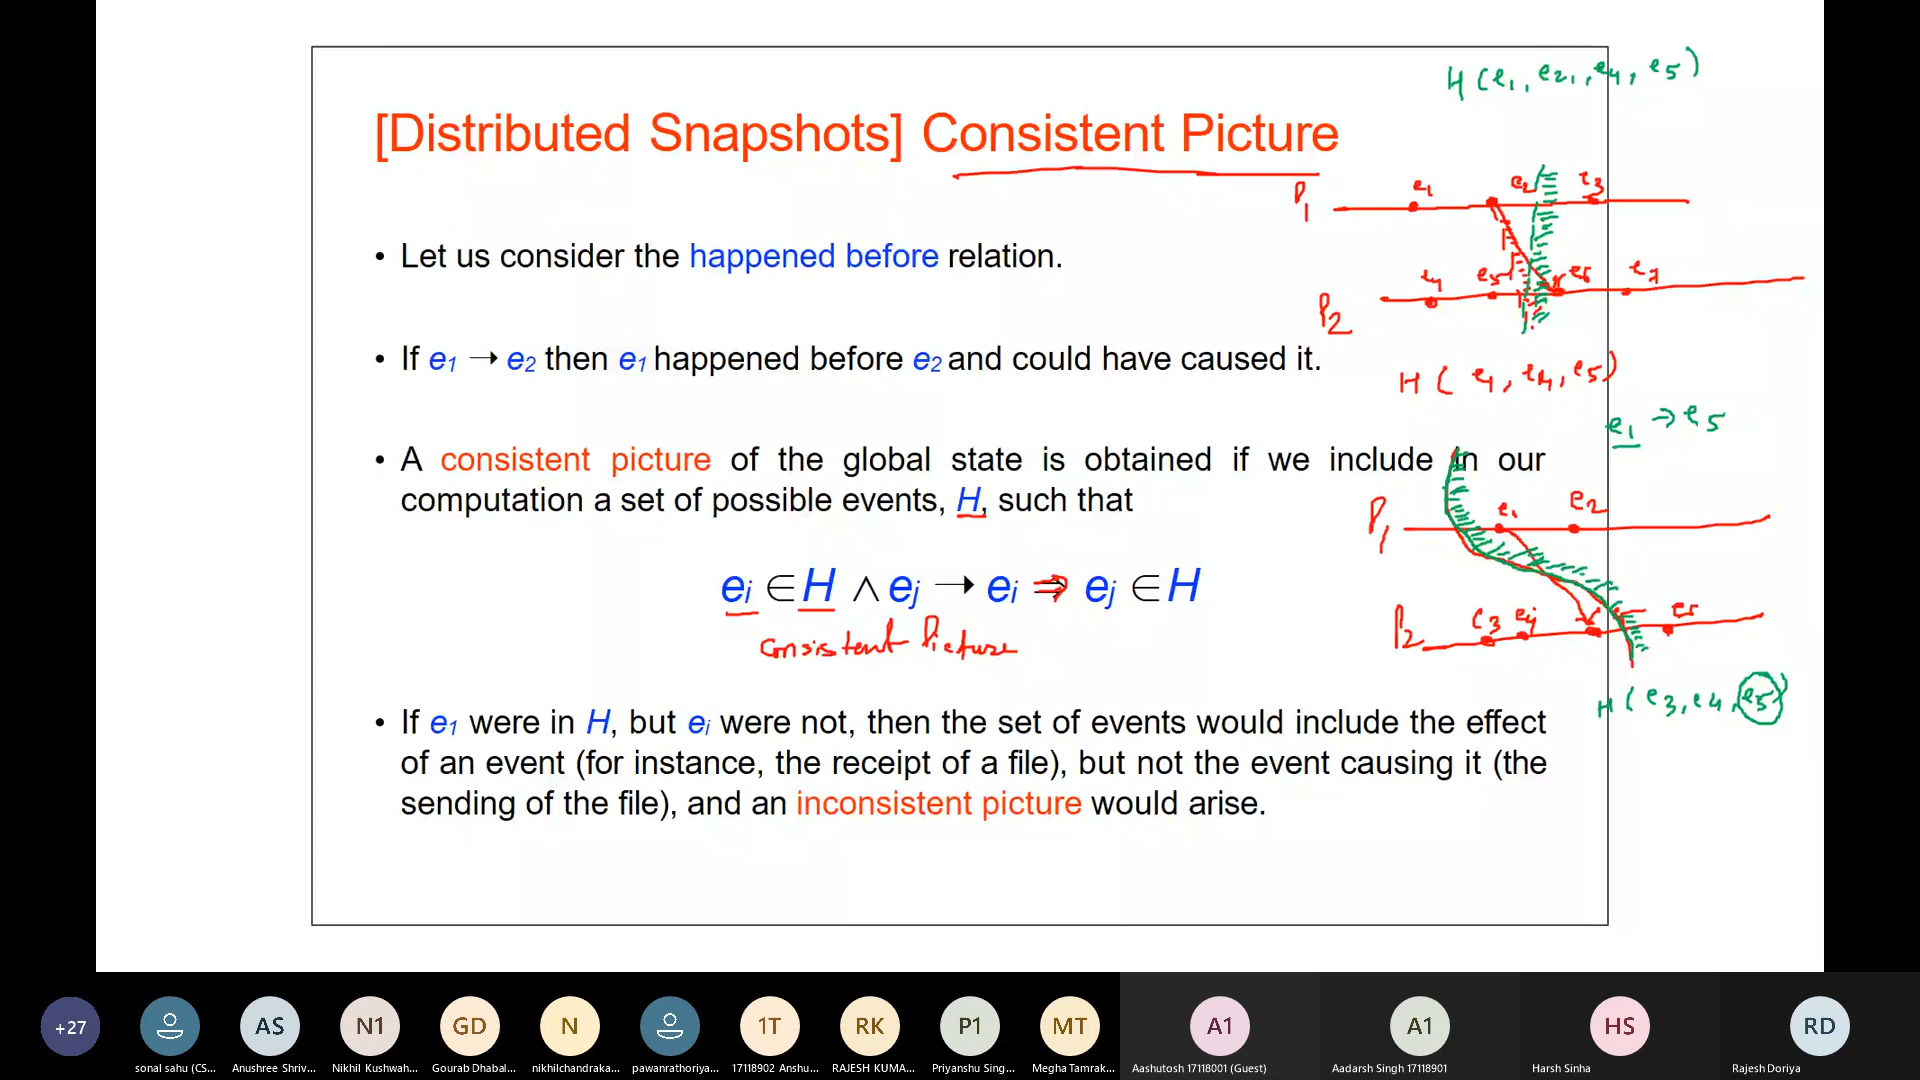 H (e1, e2, e4, e5)
[Distributed Snapshots] Consistent Picture
P1 e1 e2 e3
• Let us consider the happened before relation.
P2 e4 e5 e6 e7
• If e1 → e2 then e1 happened before e2 and could have caused it.
H ( e1, e4, e5)
e1 → e5
• A consistent picture of the global state is obtained if we include in our
computation a set of possible events, H, such that
P1 e1 e2
ei ∈ H ∧ ej → ei ⇒ ej ∈ H
P2 e3 e4 e5
Consistent Picture
H ( e3, e4, e5)
• If e1 were in H, but ei were not, then the set of events would include the effect
of an event (for instance, the receipt of a file), but not the event causing it (the
sending of the file), and an inconsistent picture would arise.
+27 AS N1 GD N 1T RK P1 MT A1 A1 HS RD
sonal sahu (CS... Anushree Shriv... Nikhil Kushwah... Gourab Dhabal... nikhilchandraka... pawanrathoriya... 17118902 Anshu... RAJESH KUMA... Priyanshu Sing... Megha Tamrak... Aashutosh 17118001 (Guest) Aadarsh Singh 17118901 Harsh Sinha Rajesh Doriya